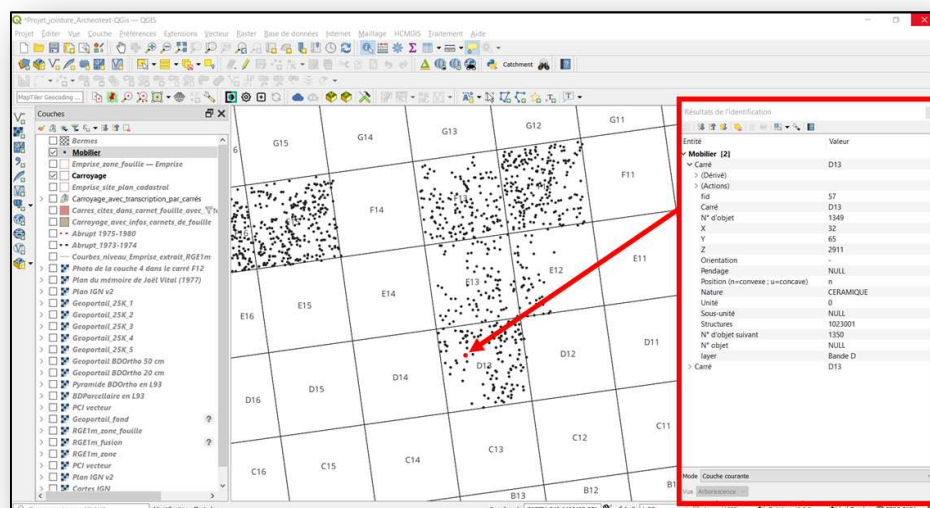 *Projet_jointure_Archeotext-QGis — QGIS
Projet Éditer Vue Couche Préférences Extensions Vecteur Raster Base de données Internet Maillage HCMGIS Traitement Aide
Catchment
MapTiler Geocoding ...
Couches
Bermes
Mobilier
Emprise_zone_fouille — Emprise
Carroyage
Emprise_site_plan_cadastral
Carroyage_avec_transcription_par_carrés
Carres_cites_dans_carnet_fouille_avec_
Carroyage_avec_infos_carnets_de_fouille
Abrupt 1975-1980
Abrupt_1973-1974
Courbes_niveau_Emprise_extrait_RGE1m
Photo de la couche 4 dans le carré F12
Plan du mémoire de Joël Vital (1977)
Plan IGN v2
Geoportail_25K_1
Geoportail_25K_2
Geoportail_25K_3
Geoportail_25K_4
Geoportail_25K_5
Geoportail BDOrtho 50 cm
Geoportail BDOrtho 20 cm
Pyramide BDOrtho en L93
BDParcellaire en L93
PCI vecteur
Geoportail_fond ?
RGE1m_zone_fouille
RGE1m_fusion ?
RGE1m_zone
PCI vecteur
Plan IGN v2
Cartes IGN
G15 G14 G13 G12 G11
F14 F11
E16 E15 E14 E13 E12 E11
D16 D15 D14 D13 D12 D11
C16 C15 C14 C13 C12 C11
B13 B12
Résultats de l'identification
Entité Valeur
Mobilier [2]
Carré D13
(Dérivé)
(Actions)
fid 57
Carré D13
N° d'objet 1349
X 32
Y 65
Z 2911
Orientation -
Pendage NULL
Position (n=convexe ; u=concave) n
Nature CERAMIQUE
Unité 0
Sous-unité NULL
Structures 1023001
N° d'objet suivant 1350
N° objet NULL
layer Bande D
Carré D13
Mode Couche courante
Vue Arborescence